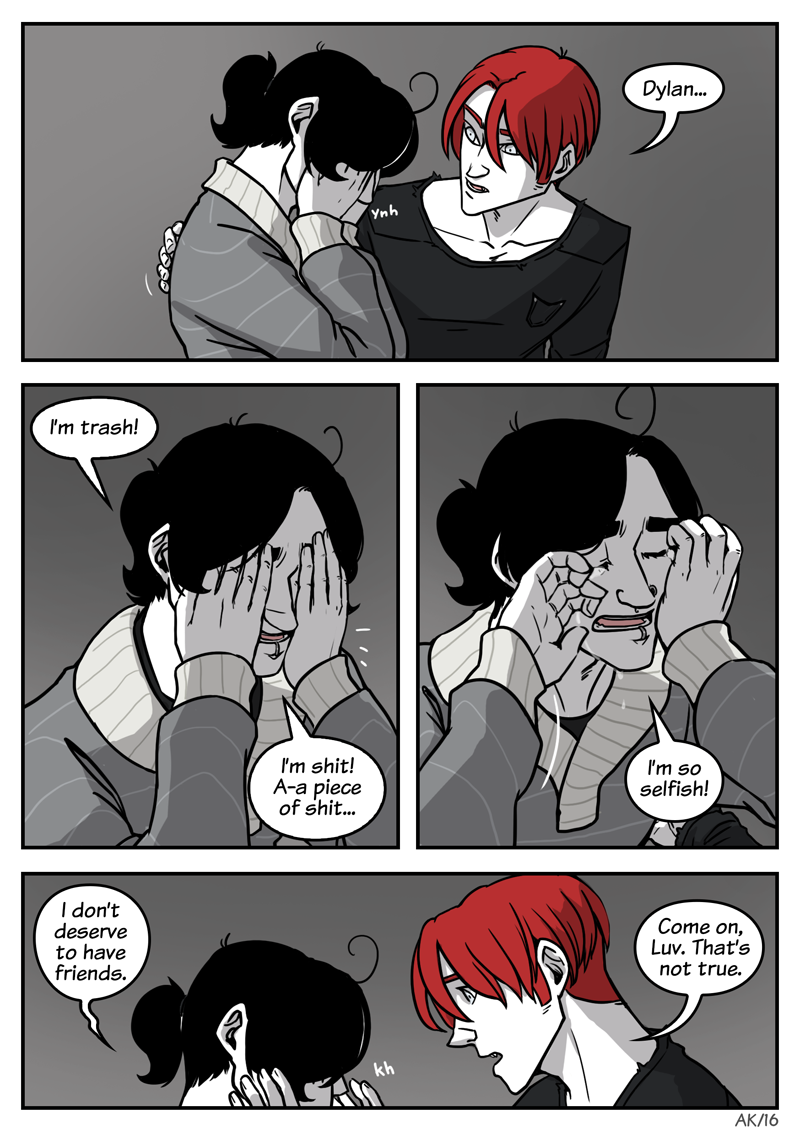 Dylan...
ynh
I'm trash!
I'm shit!
A-a piece
of shit...
I'm so
selfish!
I don't
deserve
to have
friends.
Come on,
Luv. That's
not true.
kh
AK/16